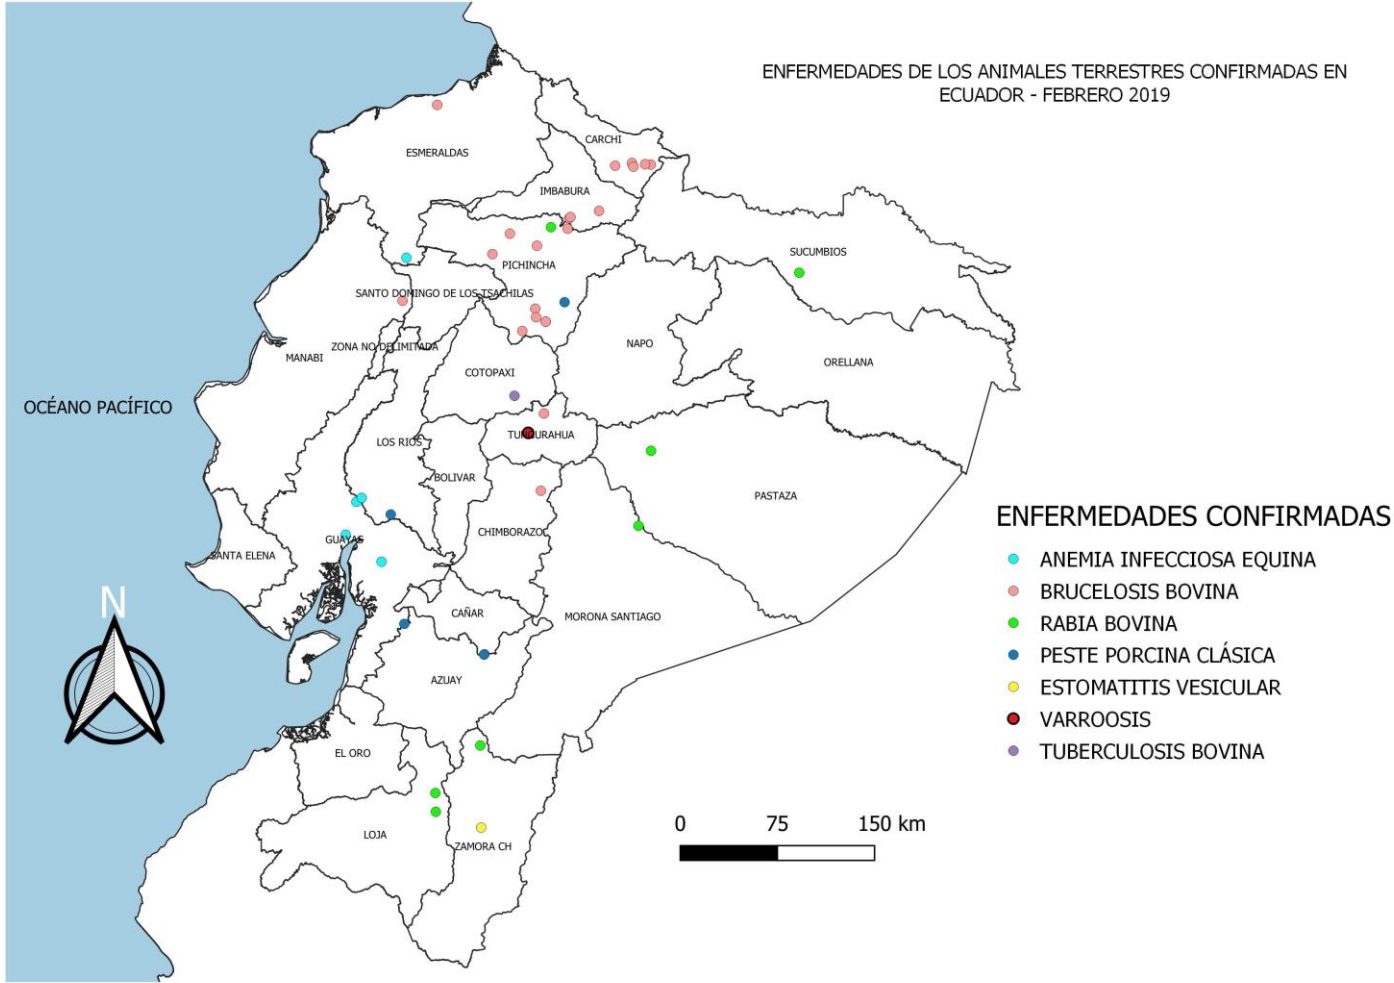 ENFERMEDADES DE LOS ANIMALES TERRESTRES CONFIRMADAS EN
ECUADOR - FEBRERO 2019
CARCHI
ESMERALDAS
IMBABURA
SUCUMBIOS
PICHINCHA
SANTO DOMINGO DE LOS TSACHILAS
ZONA NO DELIMITADA
NAPO
MANABI
ORELLANA
COTOPAXI
OCÉANO PACÍFICO
LOS RIOS
TUNGURAHUA
BOLIVAR
PASTAZA
CHIMBORAZO
GUAYAS
SANTA ELENA
CAÑAR
MORONA SANTIAGO
AZUAY
EL ORO
LOJA
ZAMORA CH
N
0 75 150 km
ENFERMEDADES CONFIRMADAS
ANEMIA INFECCIOSA EQUINA
BRUCELOSIS BOVINA
RABIA BOVINA
PESTE PORCINA CLÁSICA
ESTOMATITIS VESICULAR
VARROOSIS
TUBERCULOSIS BOVINA